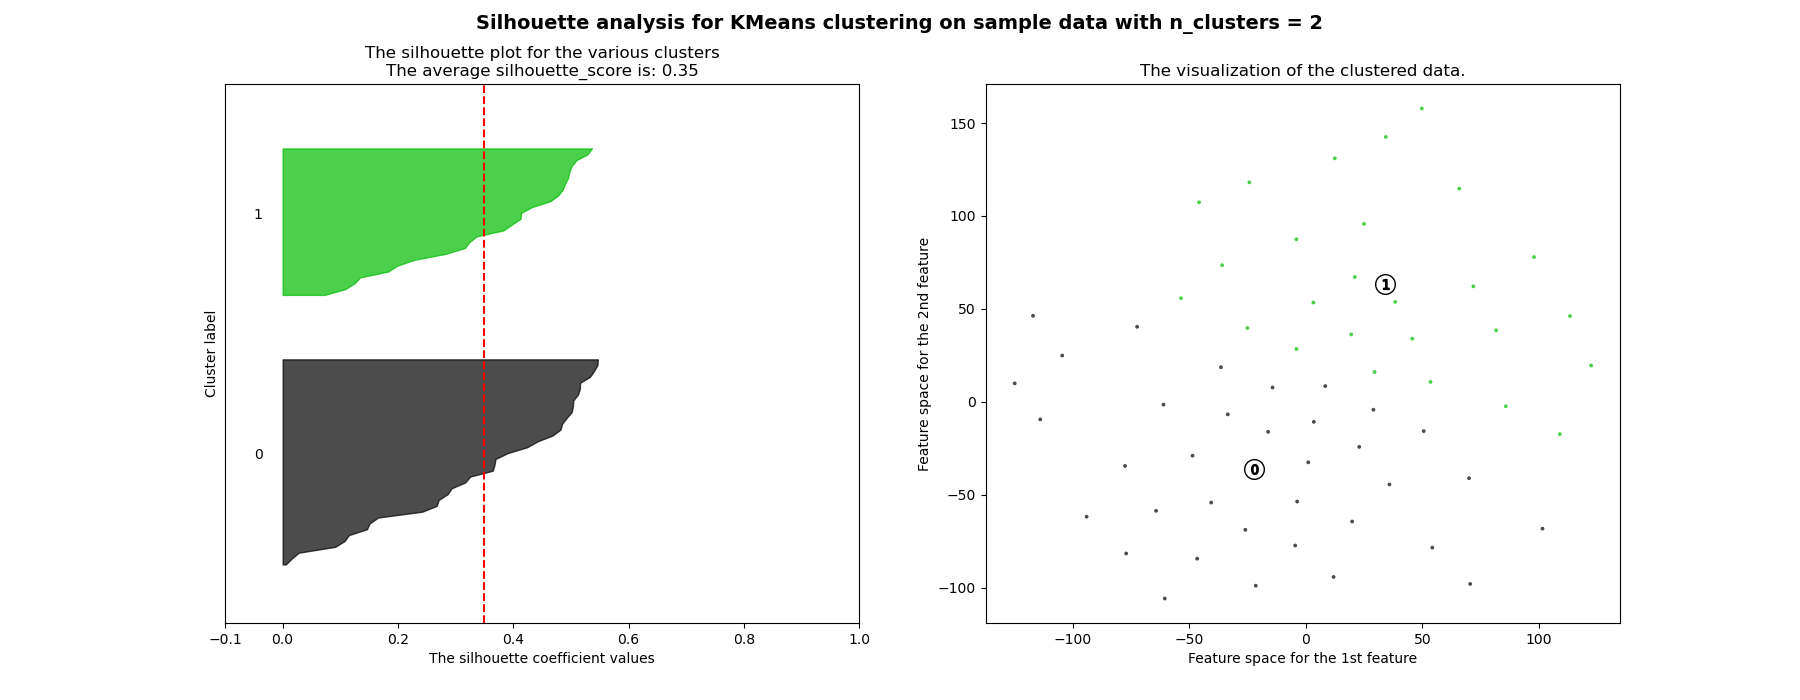 Silhouette analysis for KMeans clustering on sample data with n_clusters = 2
The silhouette plot for the various clusters
The average silhouette_score is: 0.35
1
0
Cluster label
−0.1 0.0 0.2 0.4 0.6 0.8 1.0
The silhouette coefficient values
The visualization of the clustered data.
150
100
50
0
−50
−100
Feature space for the 2nd feature
1
0
−100 −50 0 50 100
Feature space for the 1st feature